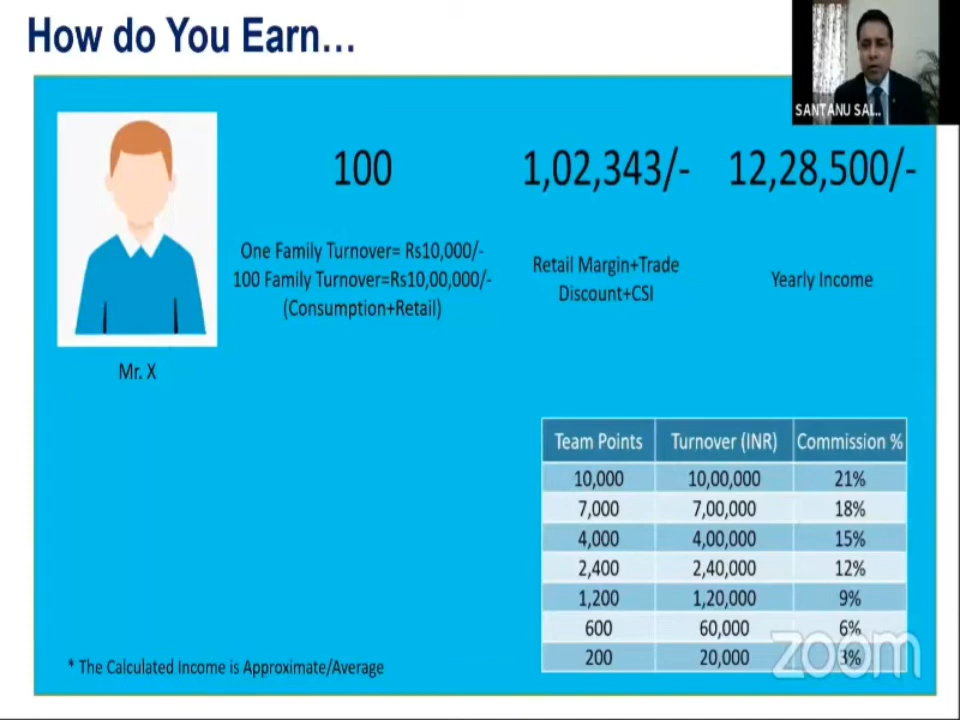 How do You Earn...
SANTANU SAI...
100
1,02,343/-
12,28,500/-
One Family Turnover= Rs10,000/-
100 Family Turnover=Rs10,00,000/-
(Consumption+Retail)
Retail Margin+Trade
Discount+CSI
Yearly Income
Mr. X
Team Points Turnover (INR) Commission %
10,000 10,00,000 21%
7,000 7,00,000 18%
4,000 4,00,000 15%
2,400 2,40,000 12%
1,200 1,20,000 9%
600 60,000 6%
200 20,000 3%
zoom
* The Calculated Income is Approximate/Average